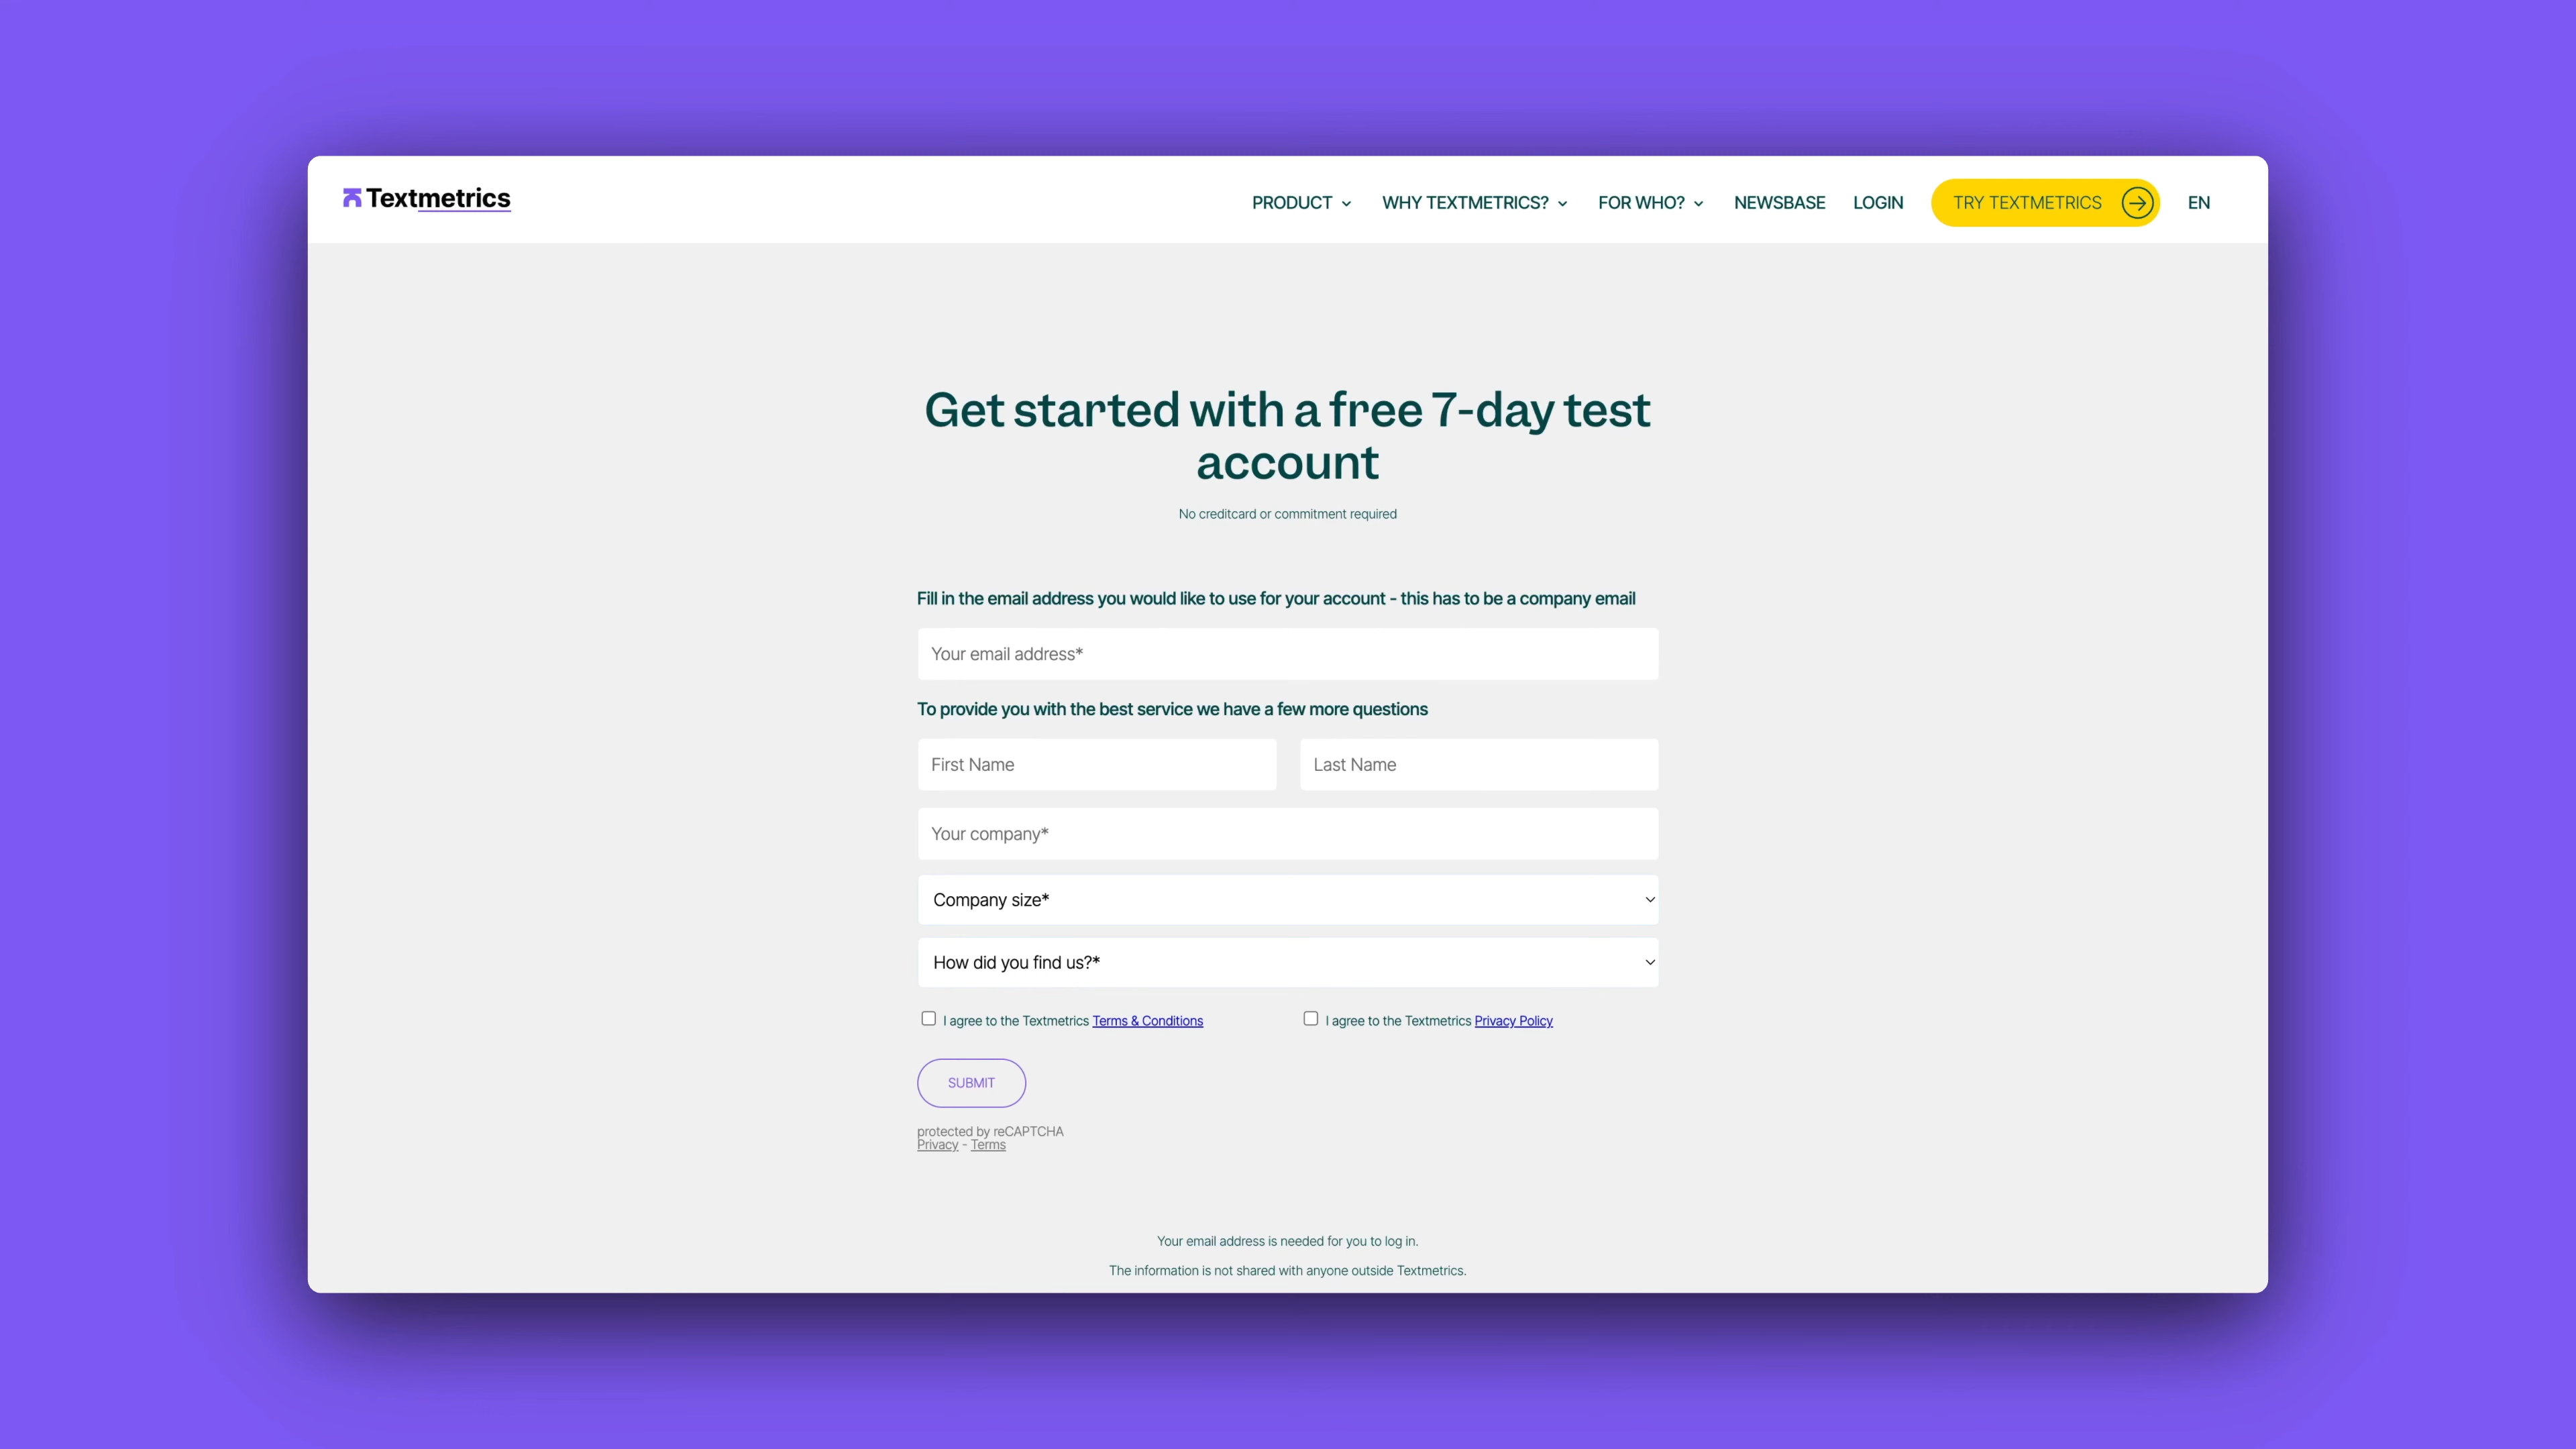 Textmetrics
PRODUCT WHY TEXTMETRICS? FOR WHO? NEWSBASE LOGIN TRY TEXTMETRICS EN
Get started with a free 7-day test
account
No creditcard or commitment required
Fill in the email address you would like to use for your account - this has to be a company email
Your email address*
To provide you with the best service we have a few more questions
First Name Last Name
Your company*
Company size*
How did you find us?*
I agree to the Textmetrics Terms & Conditions I agree to the Textmetrics Privacy Policy
SUBMIT
protected by reCAPTCHA
Privacy - Terms
Your email address is needed for you to log in.
The information is not shared with anyone outside Textmetrics.